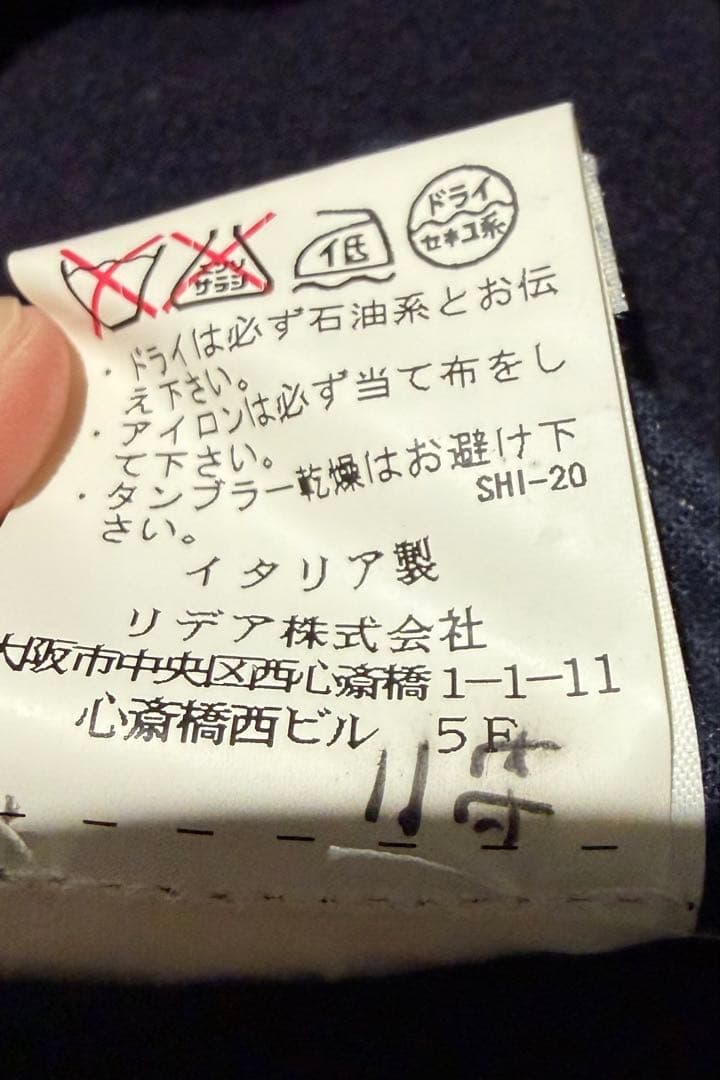 エンソ
サラシ
低
ドライ
セキユ系
・ドライは必ず石油系とお伝
え下さい。
・アイロンは必ず当て布をし
て下さい。
・タンブラー乾燥はお避け下
さい。
SHI-20
イタリア製
リデア株式会社
大阪市中央区西心斎橋1-1-11
心斎橋西ビル 5F